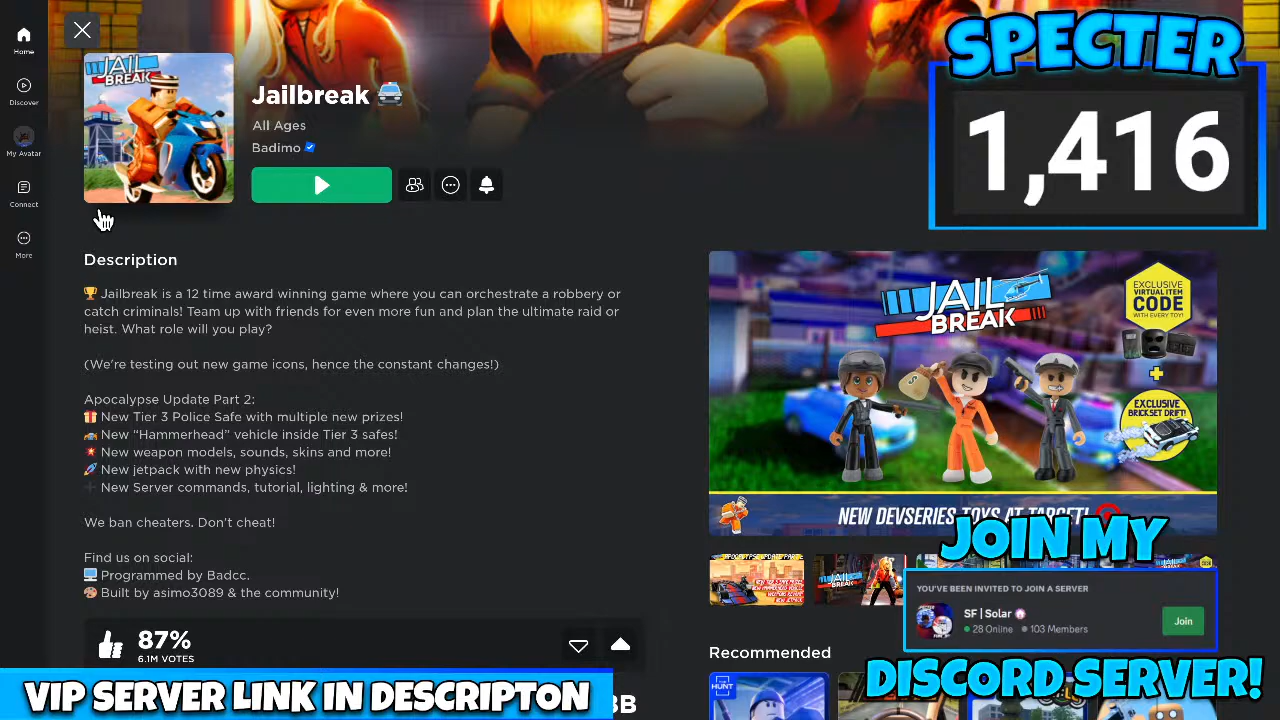 Home
Discover
My Avatar
Connect
More
JAIL
BREAK
Jailbreak 🚔
All Ages
Badimo
Description
🏆 Jailbreak is a 12 time award winning game where you can orchestrate a robbery or
catch criminals! Team up with friends for even more fun and plan the ultimate raid or
heist. What role will you play?
(We're testing out new game icons, hence the constant changes!)
Apocalypse Update Part 2:
🎁 New Tier 3 Police Safe with multiple new prizes!
🚗 New “Hammerhead” vehicle inside Tier 3 safes!
💥 New weapon models, sounds, skins and more!
🚀 New jetpack with new physics!
➕ New Server commands, tutorial, lighting & more!
We ban cheaters. Don't cheat!
Find us on social:
💻 Programmed by Badcc.
🎨 Built by asimo3089 & the community!
87%
6.1M VOTES
BB
VIP SERVER LINK IN DESCRIPTON
SPECTER
1,416
JAIL
BREAK
EXCLUSIVE
VIRTUAL ITEM
CODE
WITH EVERY TOY!
EXCLUSIVE
BRICKSET DRIFT!
NEW DEVSERIES TOYS AT TARGET!
JOIN MY
YOU'VE BEEN INVITED TO JOIN A SERVER
SF | Solar
28 Online 103 Members
Join
DISCORD SERVER!
Recommended
HUNT